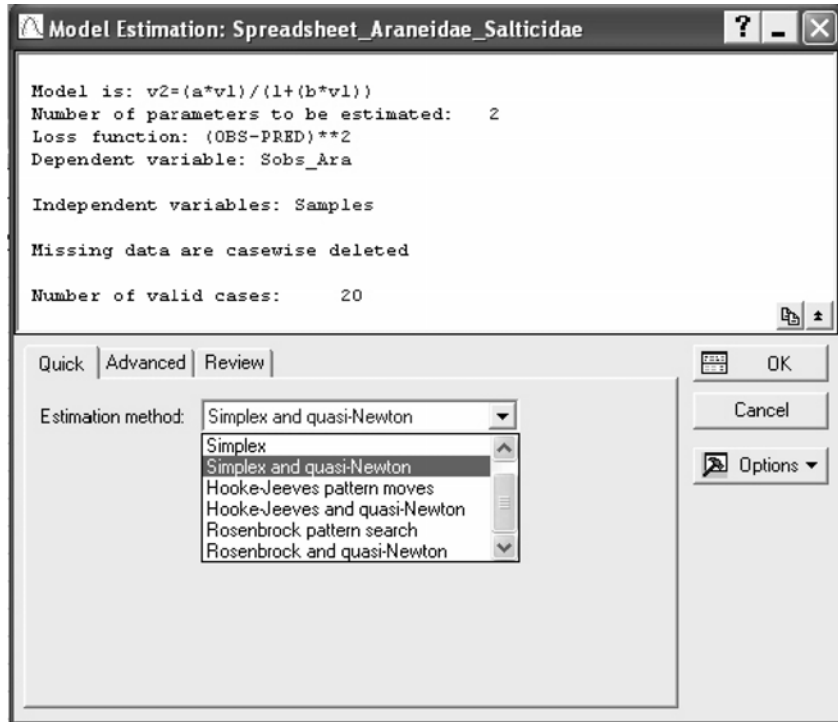 Model Estimation: Spreadsheet_Araneidae_Salticidae
Model is: v2=(a*v1)/(1+(b*v1))
Number of parameters to be estimated: 2
Loss function: (OBS-PRED)**2
Dependent variable: Sobs_Ara
Independent variables: Samples
Missing data are casewise deleted
Number of valid cases: 20
Quick Advanced Review
OK
Estimation method: Simplex and quasi-Newton
Cancel
Simplex
Simplex and quasi-Newton
Options
Hooke-Jeeves pattern moves
Hooke-Jeeves and quasi-Newton
Rosenbrock pattern search
Rosenbrock and quasi-Newton